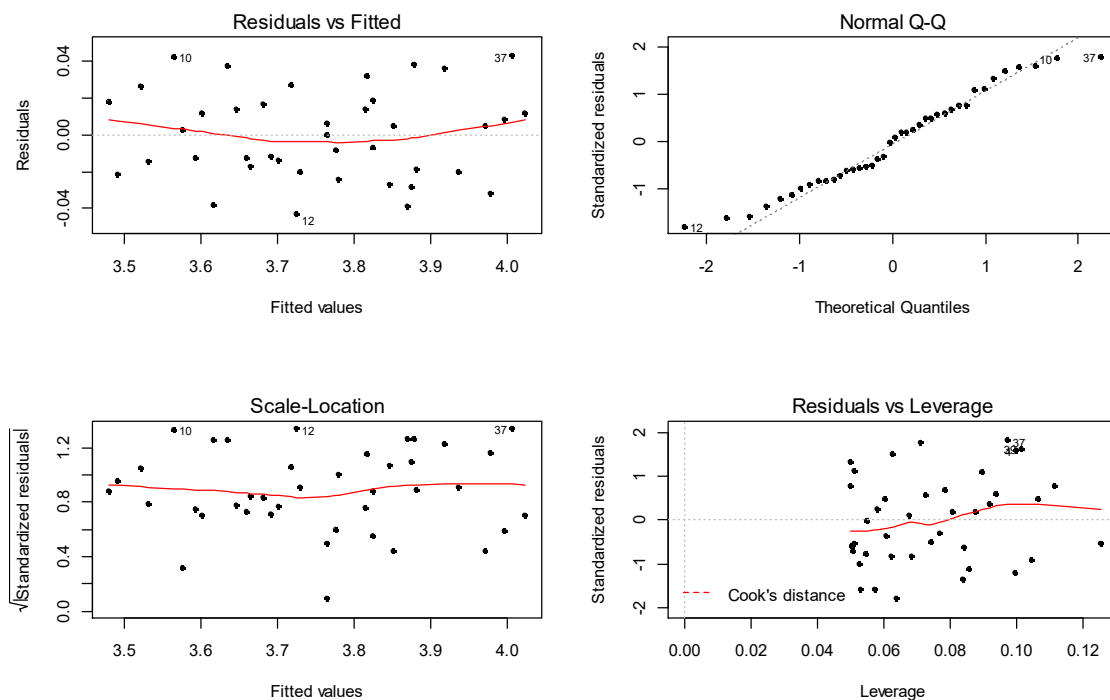 Residuals vs Fitted
Residuals
0.04
0.00
-0.04
10
37
12
3.5 3.6 3.7 3.8 3.9 4.0
Fitted values
Normal Q-Q
Standardized residuals
2
1
0
-1
10
37
12
-2 -1 0 1 2
Theoretical Quantiles
Scale-Location
√|Standardized residuals|
1.2
0.8
0.4
0.0
10
12
37
3.5 3.6 3.7 3.8 3.9 4.0
Fitted values
Residuals vs Leverage
Standardized residuals
2
1
0
-1
-2
37
Cook's distance
0.00 0.02 0.04 0.06 0.08 0.10 0.12
Leverage